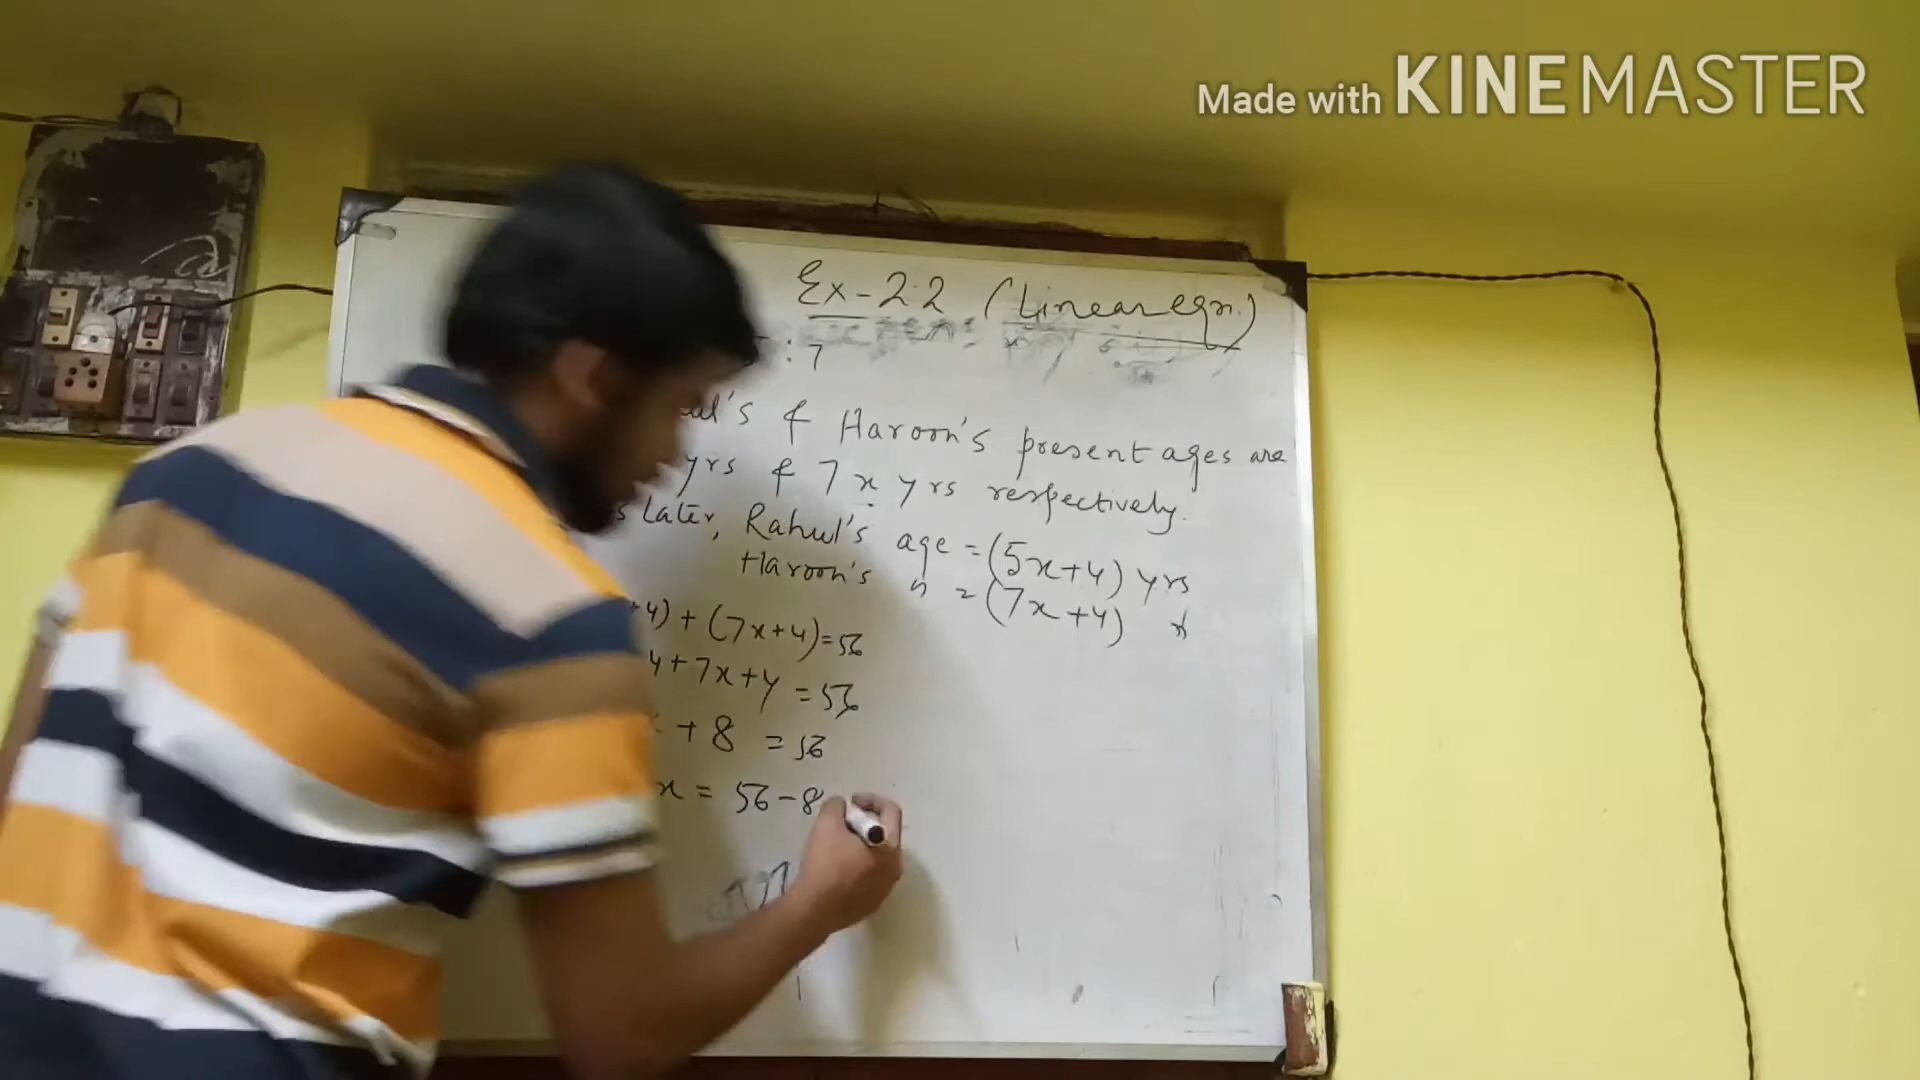 Made with KINEMASTER
Ex-2.2 (Linear eqn.)
: 7
's & Haroon's present ages are
yrs & 7x yrs respectively.
Later, Rahul's age = (5x+4) yrs
Haroon's " = (7x+4)
4) + (7x+4)=56
4+7x+4 = 56
+ 8 = 56
x = 56-8